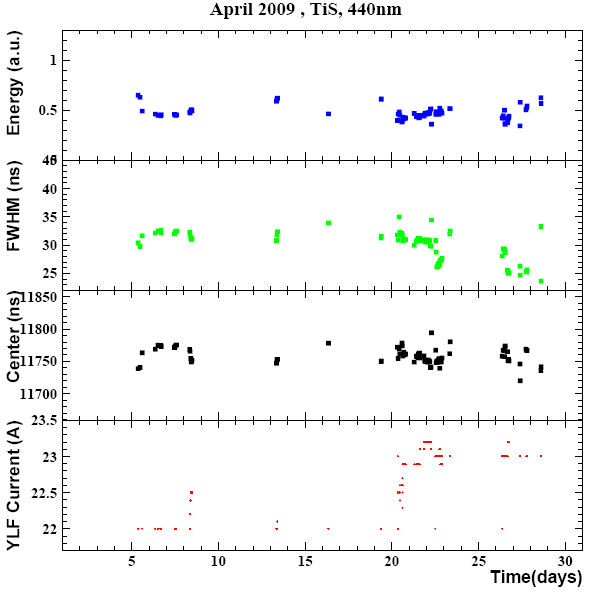 April 2009 , TiS, 440nm
Energy (a.u.)
1
0.5
FWHM (ns)
40
35
30
25
Center (ns)
11850
11800
11750
11700
YLF Current (A)
23.5
23
22.5
22
5 10 15 20 25 30
Time(days)